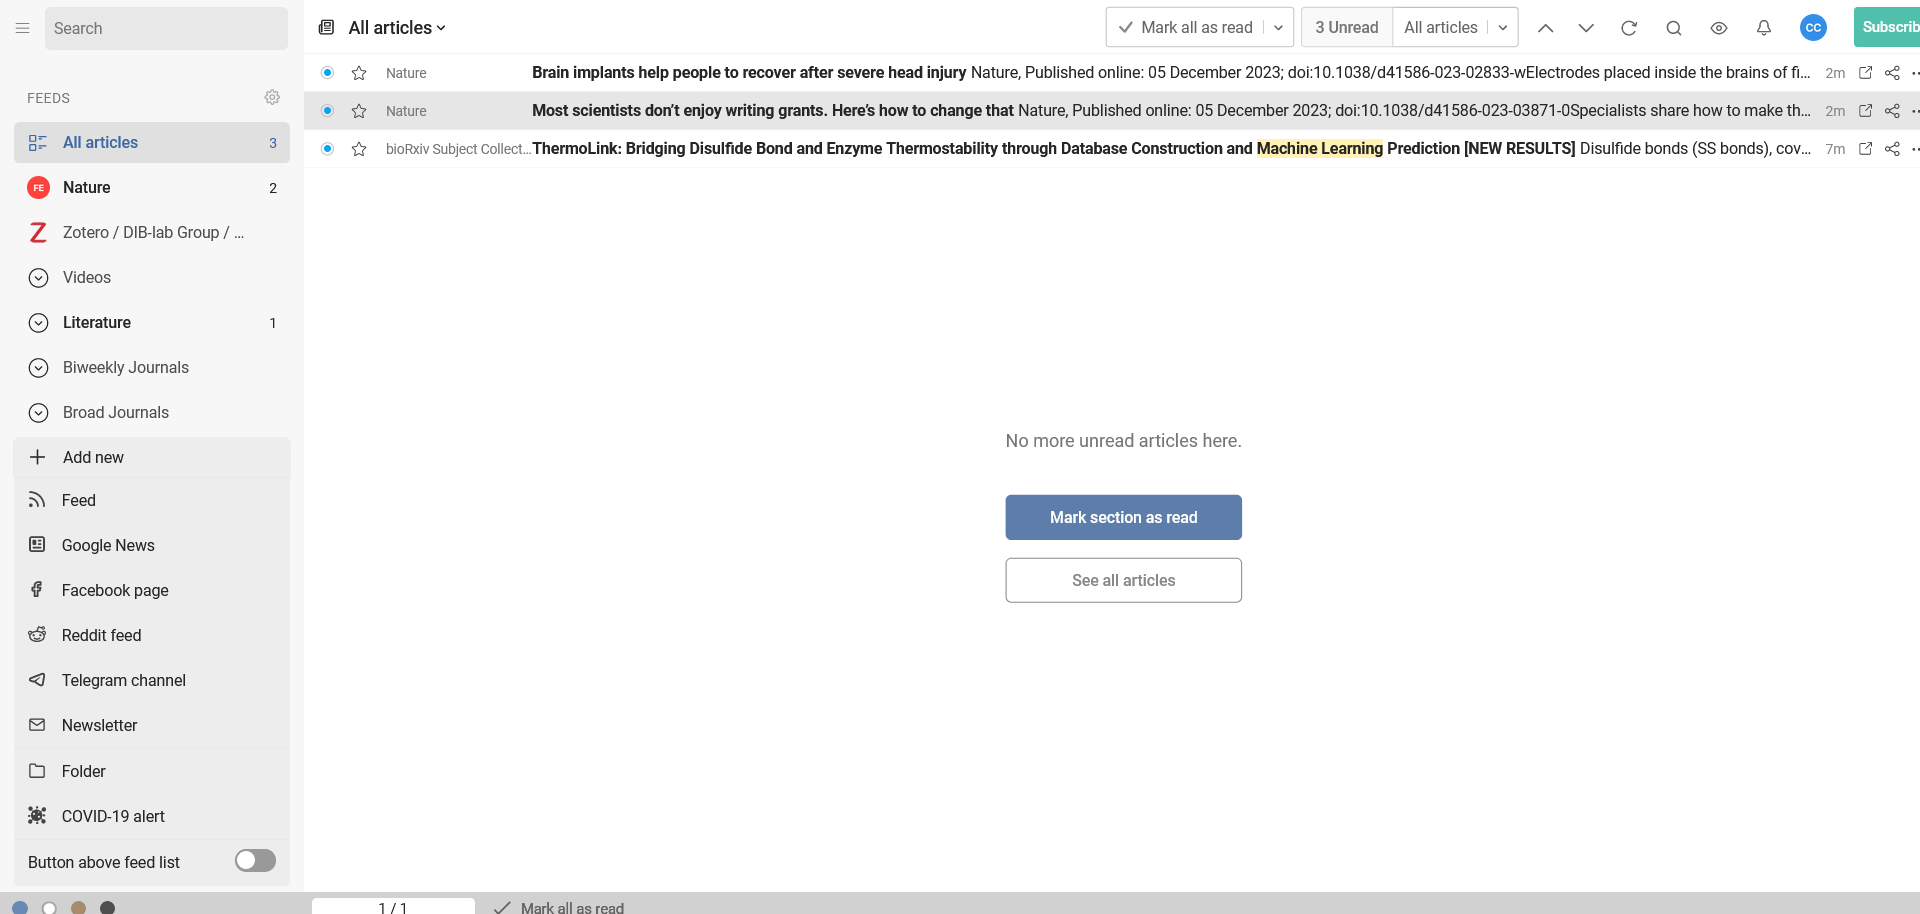 Search
All articles
Mark all as read
3 Unread
All articles
CC
Subscrib
FEEDS
All articles 3
FE Nature 2
Zotero / DIB-lab Group / ...
Videos
Literature 1
Biweekly Journals
Broad Journals
Add new
Feed
Google News
Facebook page
Reddit feed
Telegram channel
Newsletter
Folder
COVID-19 alert
Button above feed list
Nature Brain implants help people to recover after severe head injury Nature, Published online: 05 December 2023; doi:10.1038/d41586-023-02833-wElectrodes placed inside the brains of fi... 2m
Nature Most scientists don’t enjoy writing grants. Here’s how to change that Nature, Published online: 05 December 2023; doi:10.1038/d41586-023-03871-0Specialists share how to make th... 2m
bioRxiv Subject Collect... ThermoLink: Bridging Disulfide Bond and Enzyme Thermostability through Database Construction and Machine Learning Prediction [NEW RESULTS] Disulfide bonds (SS bonds), cov... 7m
No more unread articles here.
Mark section as read
See all articles
1 / 1
Mark all as read